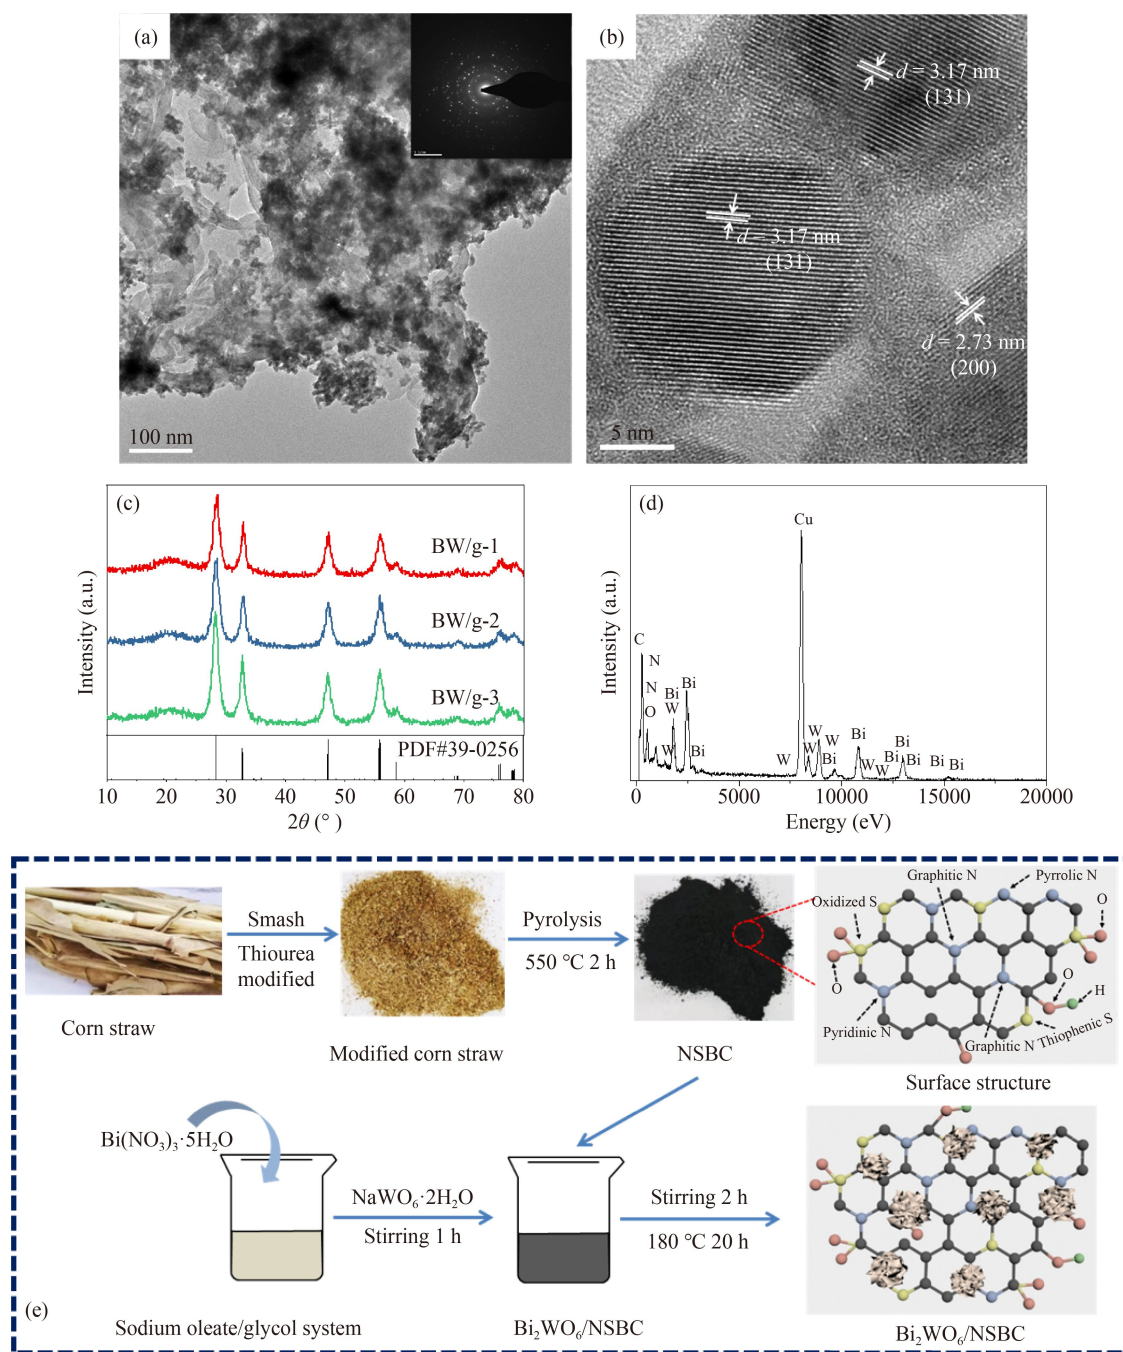 (a)
100 nm
(b)
d = 3.17 nm
(131)
d = 3.17 nm
(131)
d = 2.73 nm
(200)
5 nm
(c)
BW/g-1
BW/g-2
BW/g-3
PDF#39-0256
Intensity (a.u.)
10 20 30 40 50 60 70 80
2θ (°)
(d)
Cu
C
N
N
O
Bi
W
W
Bi
Bi
W
W
W
W
Bi
Bi
W
W
Bi
Bi
Bi
Bi
Bi
Intensity (a.u.)
0 5000 10000 15000 20000
Energy (eV)
Corn straw
Smash
Thiourea
modified
Modified corn straw
Pyrolysis
550 °C 2 h
NSBC
Graphitic N
Pyrrolic N
Oxidized S
O
O
O
H
Pyridinic N
Graphitic N
Thiophenic S
Surface structure
Bi(NO₃)₃·5H₂O
NaWO₆·2H₂O
Stirring 1 h
Stirring 2 h
180 °C 20 h
(e)
Sodium oleate/glycol system
Bi₂WO₆/NSBC
Bi₂WO₆/NSBC